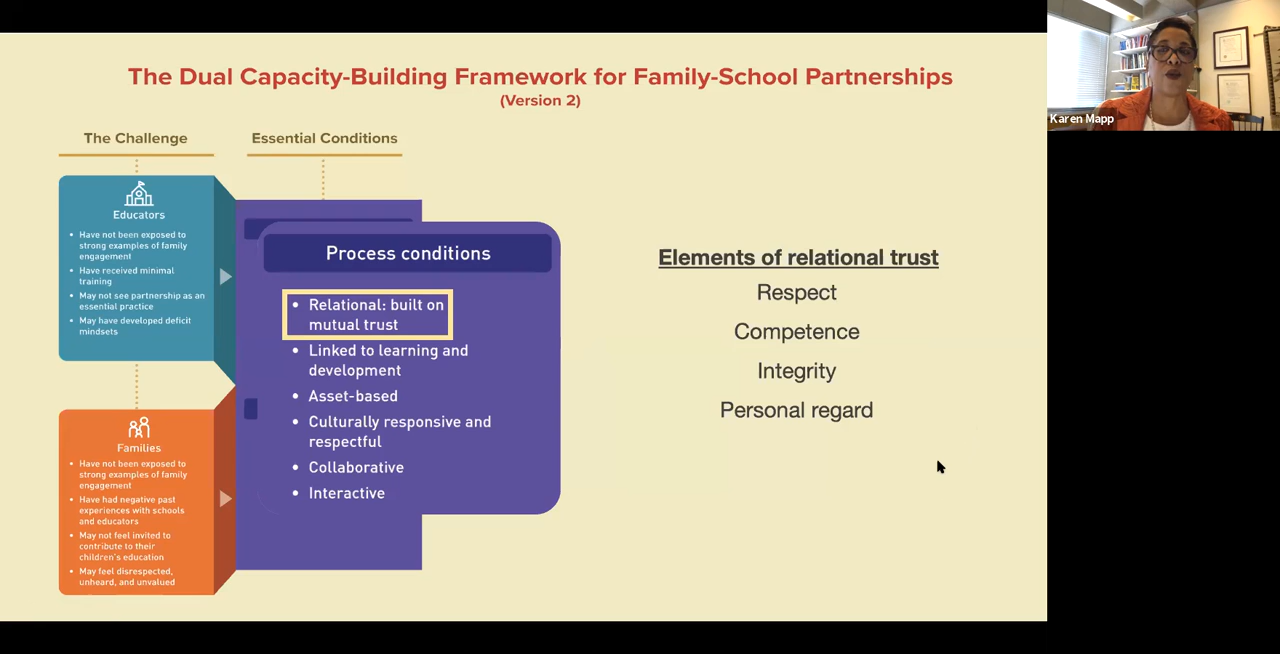 The Dual Capacity-Building Framework for Family-School Partnerships
(Version 2)
The Challenge
Essential Conditions
Educators
• Have not been exposed to
strong examples of family
engagement
• Have received minimal
training
• May not see partnership as an
essential practice
• May have developed deficit
mindsets
Families
• Have not been exposed to
strong examples of family
engagement
• Have had negative past
experiences with schools
and educators
• May not feel invited to
contribute to their
children's education
• May feel disrespected,
unheard, and unvalued
Process conditions
• Relational: built on
mutual trust
• Linked to learning and
development
• Asset-based
• Culturally responsive and
respectful
• Collaborative
• Interactive
Elements of relational trust
Respect
Competence
Integrity
Personal regard
Karen Mapp